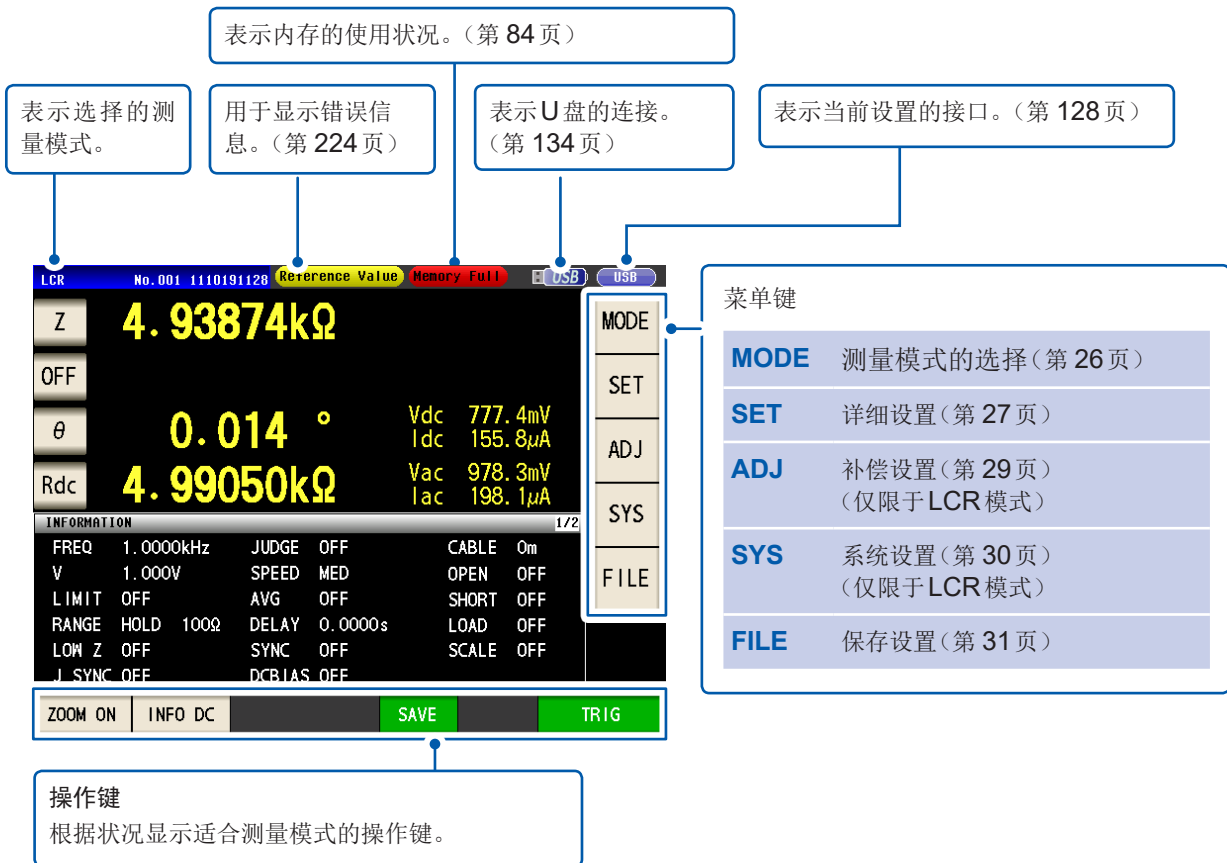 表示内存的使用状况。（第 84 页）
表示选择的测
量模式。
用于显示错误信
息。（第 224 页）
表示 U 盘的连接。
（第 134 页）
表示当前设置的接口。（第 128 页）
LCR No.001 1110191128 Reference Value Memory Full USB USB
Z 4.93874kΩ
OFF
θ 0.014 ° Vdc 777.4mV
Idc 155.8μA
Rdc 4.99050kΩ Vac 978.3mV
Iac 198.1μA
INFORMATION 1/2
FREQ 1.0000kHz JUDGE OFF CABLE 0m
V 1.000V SPEED MED OPEN OFF
LIMIT OFF AVG OFF SHORT OFF
RANGE HOLD 100Ω DELAY 0.0000s LOAD OFF
LOW Z OFF SYNC OFF SCALE OFF
J SYNC OFF DCBIAS OFF
MODE
SET
ADJ
SYS
FILE
ZOOM ON INFO DC SAVE TRIG
菜单键
MODE 测量模式的选择（第 26 页）
SET 详细设置（第 27 页）
ADJ 补偿设置（第 29 页）
（仅限于 LCR 模式）
SYS 系统设置（第 30 页）
（仅限于 LCR 模式）
FILE 保存设置（第 31 页）
操作键
根据状况显示适合测量模式的操作键。